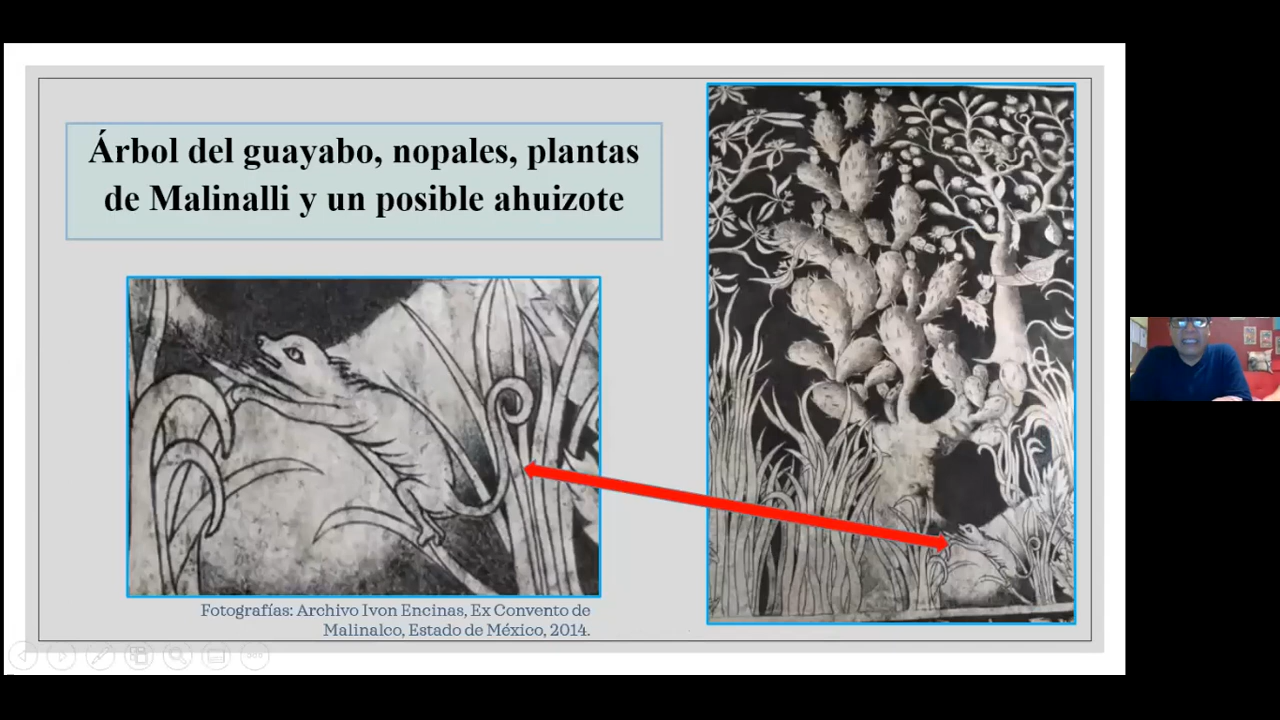 Árbol del guayabo, nopales, plantas
de Malinalli y un posible ahuizote
Fotografías: Archivo Ivon Encinas, Ex Convento de
Malinalco, Estado de México, 2014.